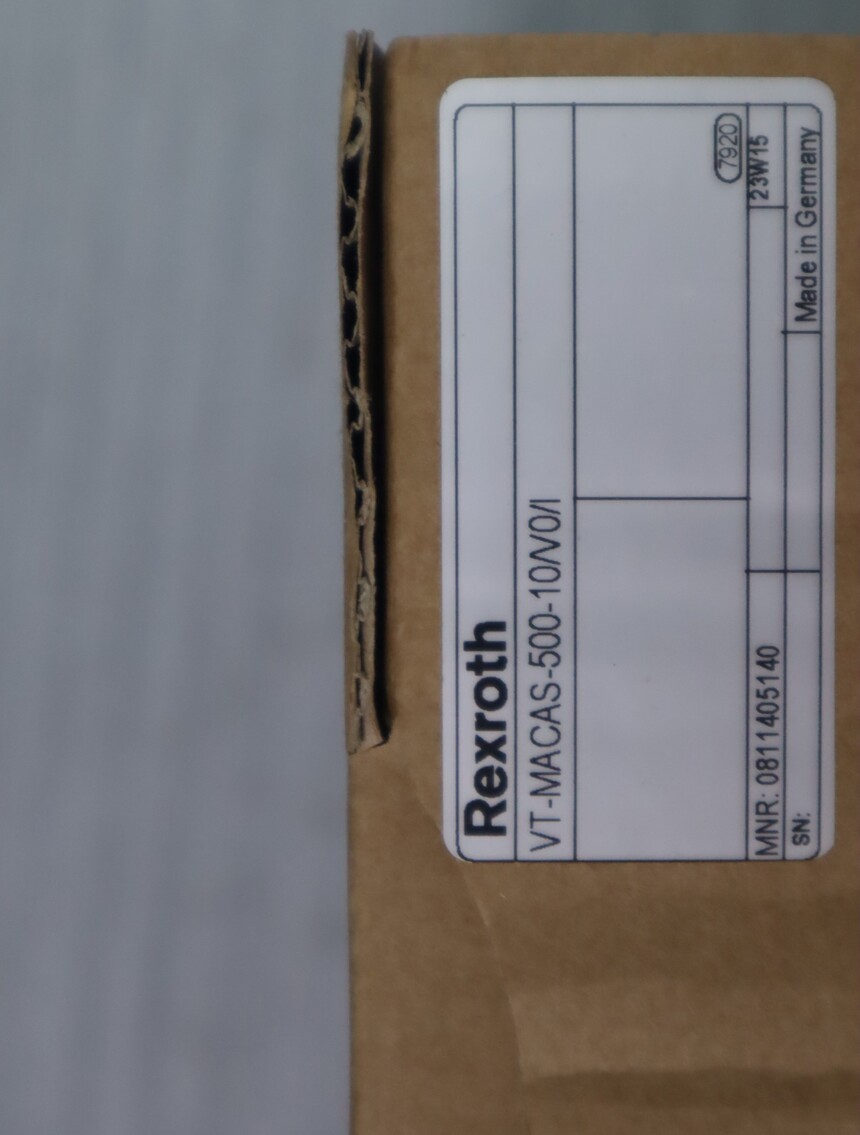 Rexroth
VT-MACAS-500-10/V0/I
7920
MNR: 0811405140
23W15
SN:
Made in Germany